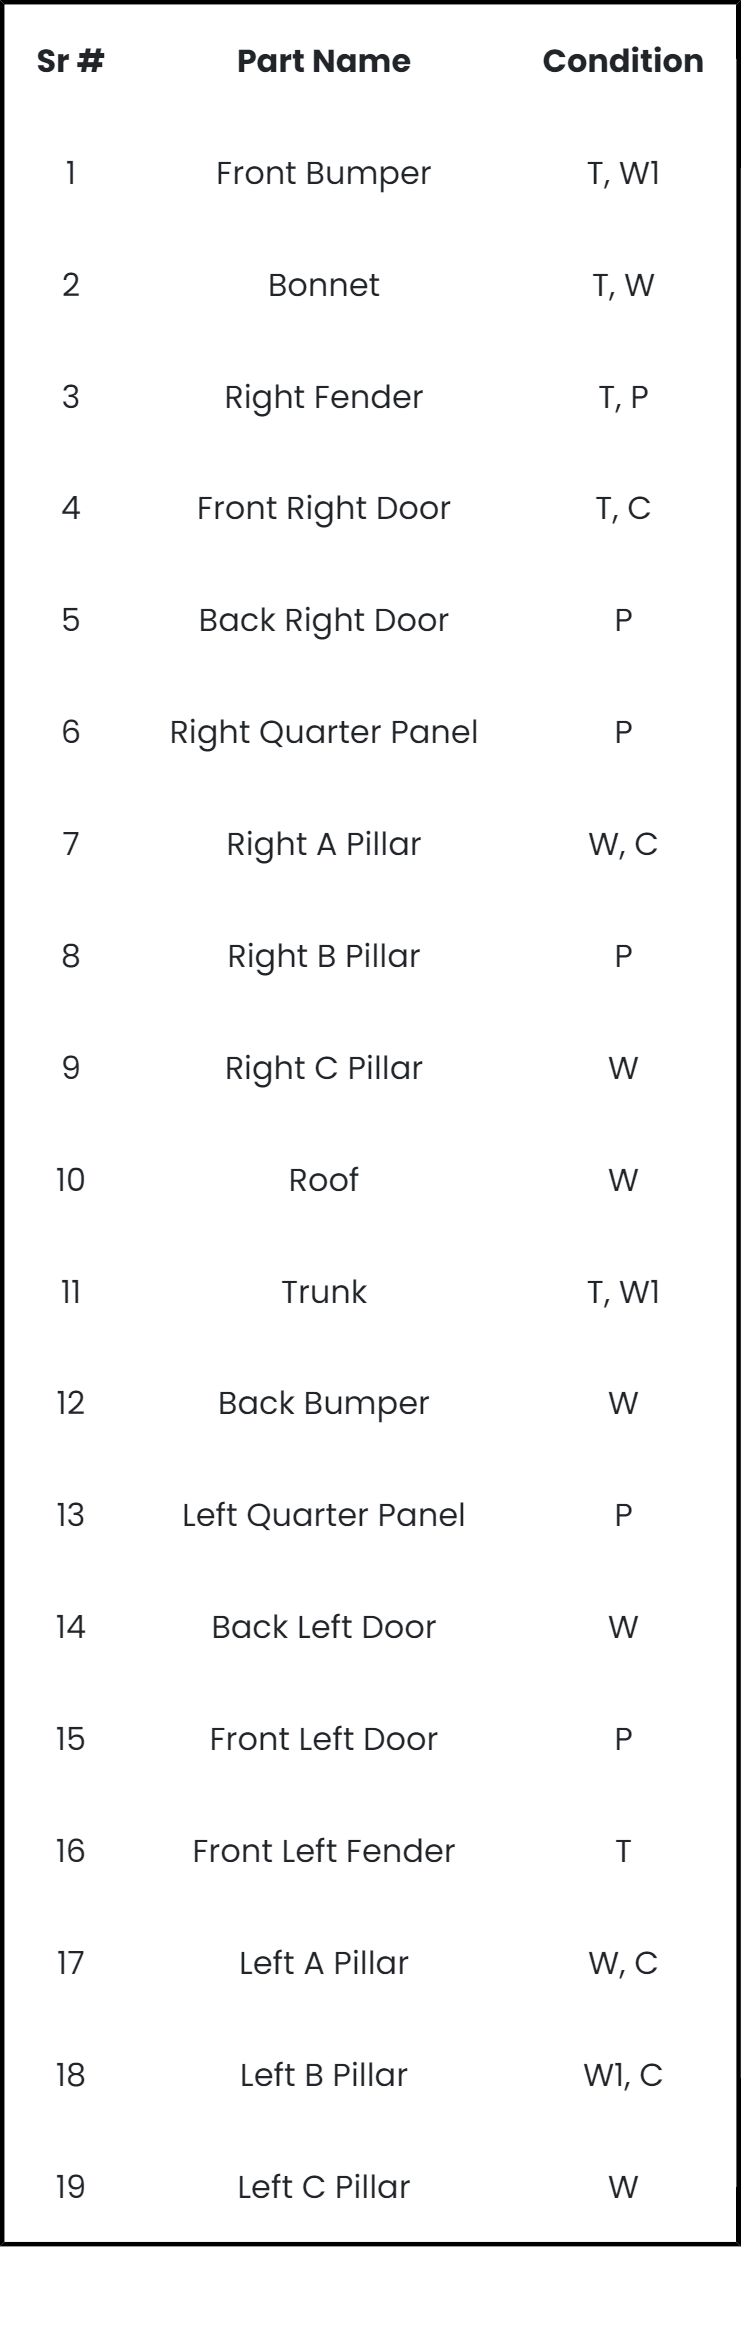 Sr # Part Name Condition
1 Front Bumper T, W1
2 Bonnet T, W
3 Right Fender T, P
4 Front Right Door T, C
5 Back Right Door P
6 Right Quarter Panel P
7 Right A Pillar W, C
8 Right B Pillar P
9 Right C Pillar W
10 Roof W
11 Trunk T, W1
12 Back Bumper W
13 Left Quarter Panel P
14 Back Left Door W
15 Front Left Door P
16 Front Left Fender T
17 Left A Pillar W, C
18 Left B Pillar W1, C
19 Left C Pillar W